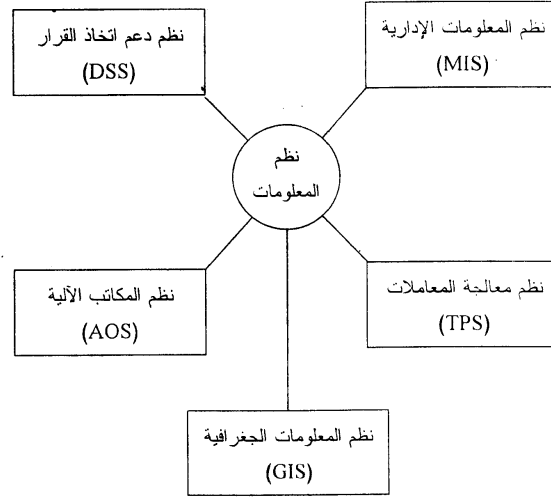 نظم المعلومات الإدارية
(MIS)
نظم دعم اتخاذ القرار
(DSS)
نظم
المعلومات
نظم معالجة المعاملات
(TPS)
نظم المكاتب الآلية
(AOS)
نظم المعلومات الجغرافية
(GIS)